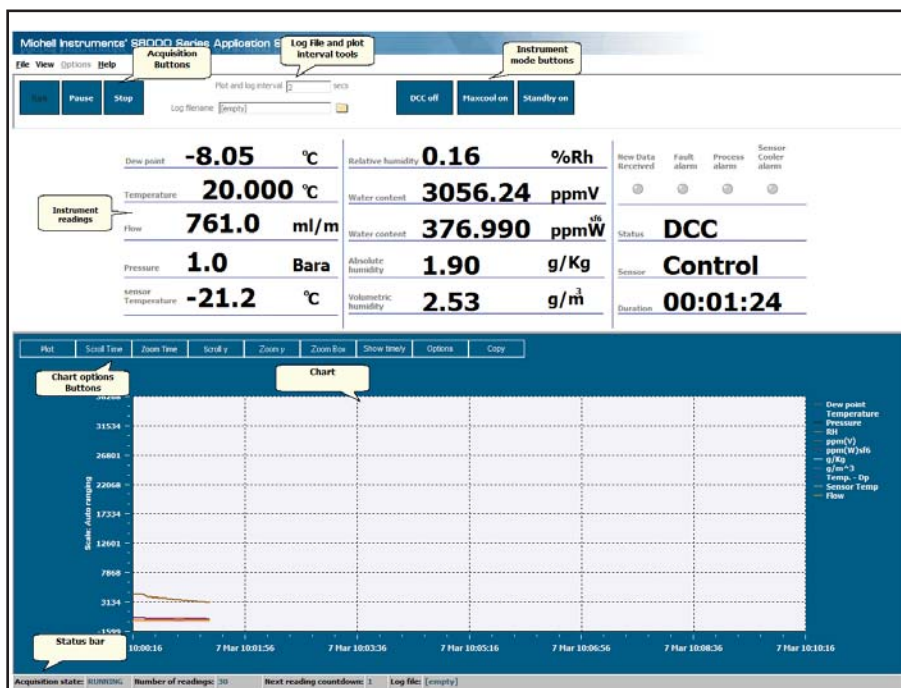 Michell Instruments' S8000 Series Application S
File View Options Help
Acquisition
Buttons
Log File and plot
interval tools
Instrument
mode buttons
Pause
Stop
Plot and log interval 2 secs
Log filename [empty]
DCC off
Maxcool on
Standby on
Dew point -8.05 °C
Temperature 20.000 °C
Flow 761.0 ml/m
Pressure 1.0 Bara
sensor
Temperature -21.2 °C
Instrument
readings
Relative humidity 0.16 %Rh
Water content 3056.24 ppmV
Water content 376.990 ppmW sf6
Absolute
humidity 1.90 g/Kg
Volumetric
humidity 2.53 g/m3
New Data
Received
Fault
alarm
Process
alarm
Sensor
Cooler
alarm
Status DCC
Sensor Control
Duration 00:01:24
Plot
Scroll Time
Zoom Time
Scroll y
Zoom y
Zoom Box
Show time/y
Options
Copy
Chart options
Buttons
Chart
Scale: Auto ranging
31534
26801
22068
17334
12601
7868
3134
-1599
10:00:16
7 Mar 10:01:56
7 Mar 10:03:36
7 Mar 10:05:16
7 Mar 10:06:56
7 Mar 10:08:36
7 Mar 10:10:16
Dew point
Temperature
Pressure
RH
ppm(V)
ppm(W)sf6
g/Kg
g/m^3
Temp. - Dp
Sensor Temp
Flow
Status bar
Acquisition state: RUNNING Number of readings: 30 Next reading countdown: 1 Log file: [empty]